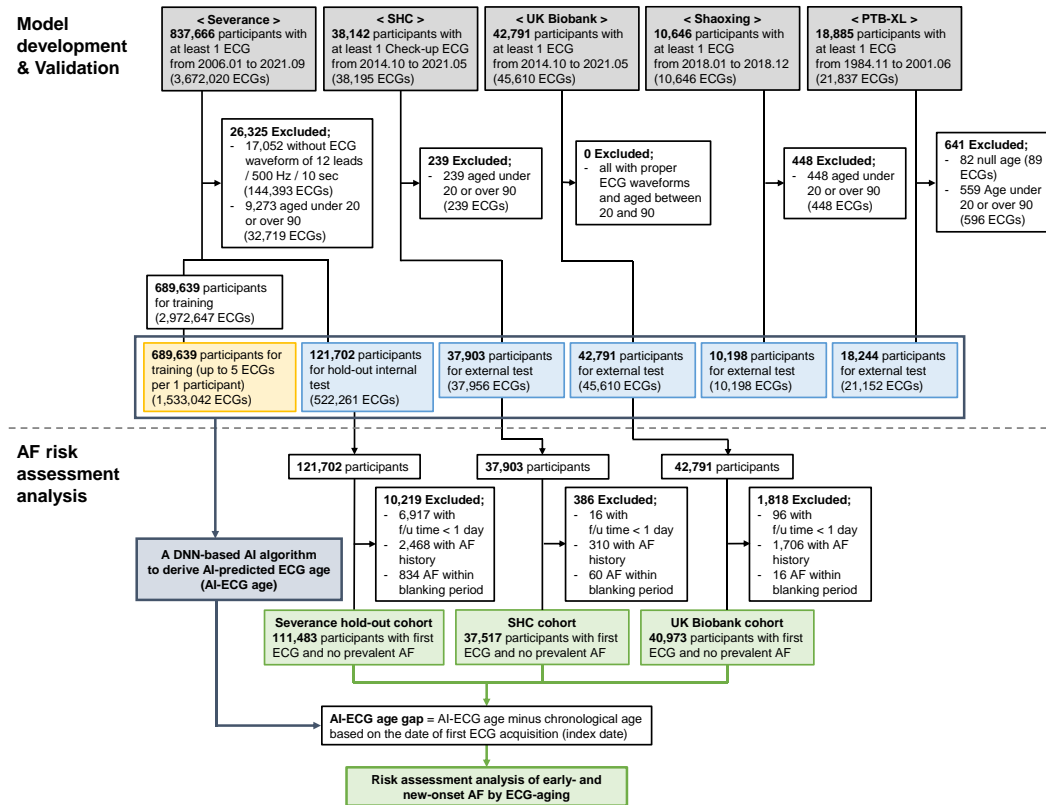 Model
development
& Validation
< Severance >
837,666 participants with
at least 1 ECG
from 2006.01 to 2021.09
(3,672,020 ECGs)
< SHC >
38,142 participants with
at least 1 Check-up ECG
from 2014.10 to 2021.05
(38,195 ECGs)
< UK Biobank >
42,791 participants with
at least 1 ECG
from 2014.10 to 2021.05
(45,610 ECGs)
< Shaoxing >
10,646 participants with
at least 1 ECG
from 2018.01 to 2018.12
(10,646 ECGs)
< PTB-XL >
18,885 participants with
at least 1 ECG
from 1984.11 to 2001.06
(21,837 ECGs)
26,325 Excluded;
- 17,052 without ECG
waveform of 12 leads
/ 500 Hz / 10 sec
(144,393 ECGs)
- 9,273 aged under 20
or over 90
(32,719 ECGs)
239 Excluded;
- 239 aged under
20 or over 90
(239 ECGs)
0 Excluded;
- all with proper
ECG waveforms
and aged between
20 and 90
448 Excluded;
- 448 aged under
20 or over 90
(448 ECGs)
641 Excluded;
- 82 null age (89
ECGs)
- 559 Age under
20 or over 90
(596 ECGs)
689,639 participants
for training
(2,972,647 ECGs)
689,639 participants for
training (up to 5 ECGs
per 1 participant)
(1,533,042 ECGs)
121,702 participants
for hold-out internal
test
(522,261 ECGs)
37,903 participants
for external test
(37,956 ECGs)
42,791 participants
for external test
(45,610 ECGs)
10,198 participants
for external test
(10,198 ECGs)
18,244 participants
for external test
(21,152 ECGs)
AF risk
assessment
analysis
121,702 participants
37,903 participants
42,791 participants
10,219 Excluded;
- 6,917 with
f/u time < 1 day
- 2,468 with AF
history
- 834 AF within
blanking period
386 Excluded;
- 16 with
f/u time < 1 day
- 310 with AF
history
- 60 AF within
blanking period
1,818 Excluded;
- 96 with
f/u time < 1 day
- 1,706 with AF
history
- 16 AF within
blanking period
A DNN-based AI algorithm
to derive AI-predicted ECG age
(AI-ECG age)
Severance hold-out cohort
111,483 participants with first
ECG and no prevalent AF
SHC cohort
37,517 participants with first
ECG and no prevalent AF
UK Biobank cohort
40,973 participants with first
ECG and no prevalent AF
AI-ECG age gap = AI-ECG age minus chronological age
based on the date of first ECG acquisition (index date)
Risk assessment analysis of early- and
new-onset AF by ECG-aging